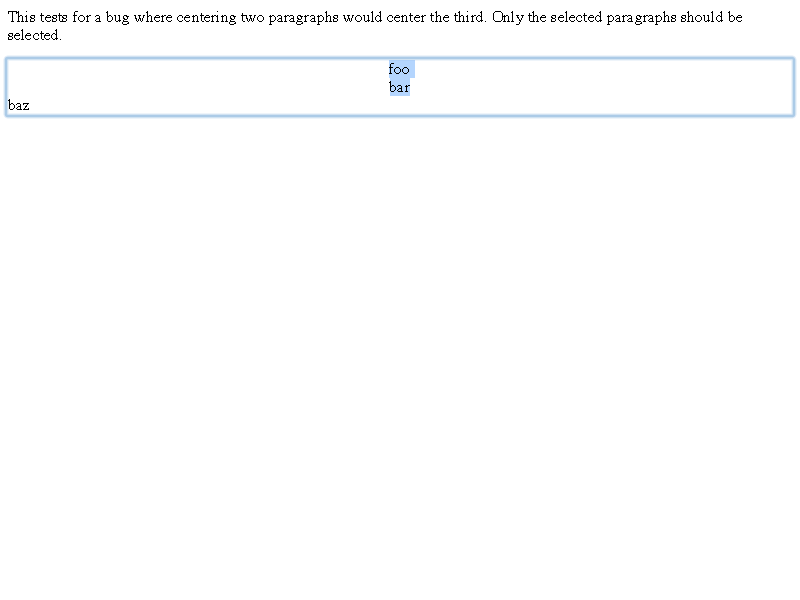 This tests for a bug where centering two paragraphs would center the third. Only the selected paragraphs should be
selected.
foo
bar
baz